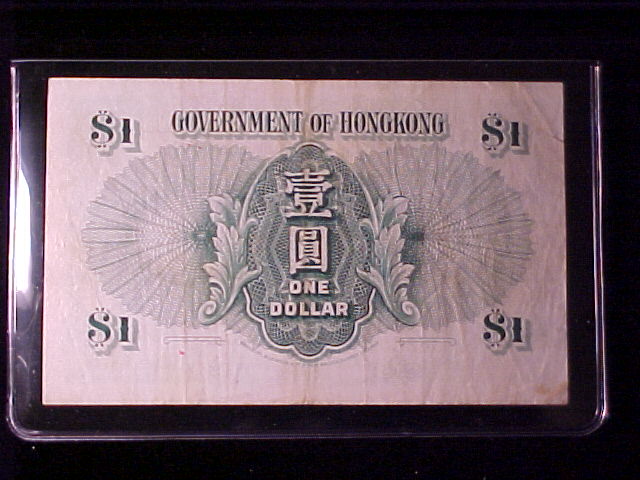 $1 GOVERNMENT OF HONGKONG $1
壹
圓
ONE
DOLLAR
$1 $1